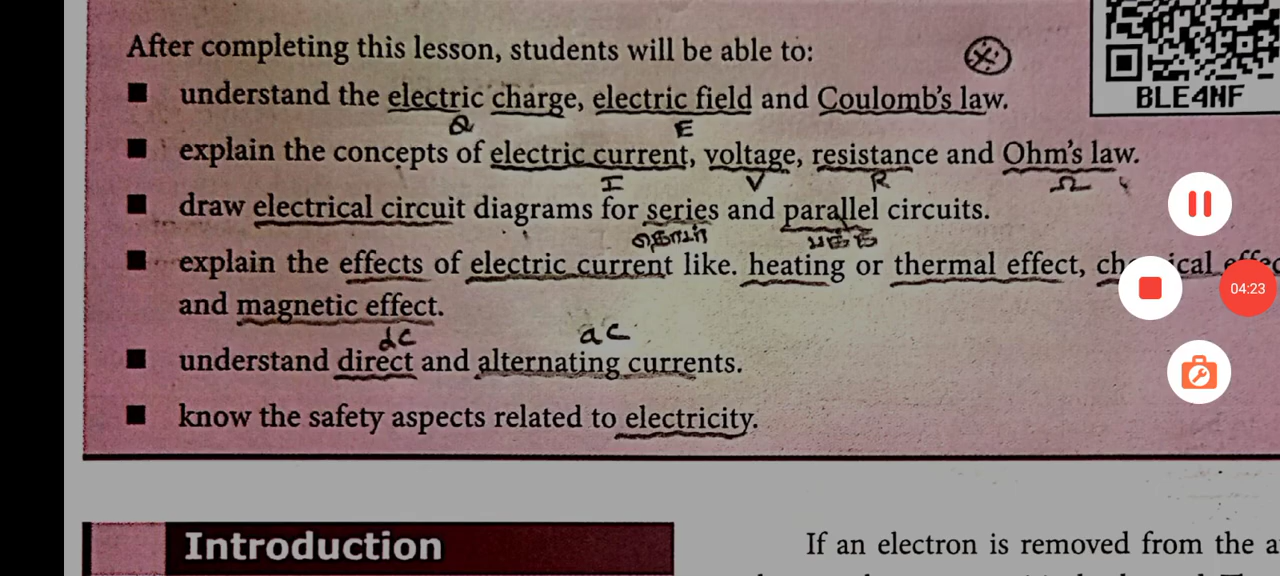 After completing this lesson, students will be able to:
BLE4NF
understand the electric charge, electric field and Coulomb's law.
Q E
explain the concepts of electric current, voltage, resistance and Ohm's law.
I V R Ω
draw electrical circuit diagrams for series and parallel circuits.
explain the effects of electric current like. heating or thermal effect,
04:23
and magnetic effect.
dc ac
understand direct and alternating currents.
know the safety aspects related to electricity.
Introduction
If an electron is removed from the